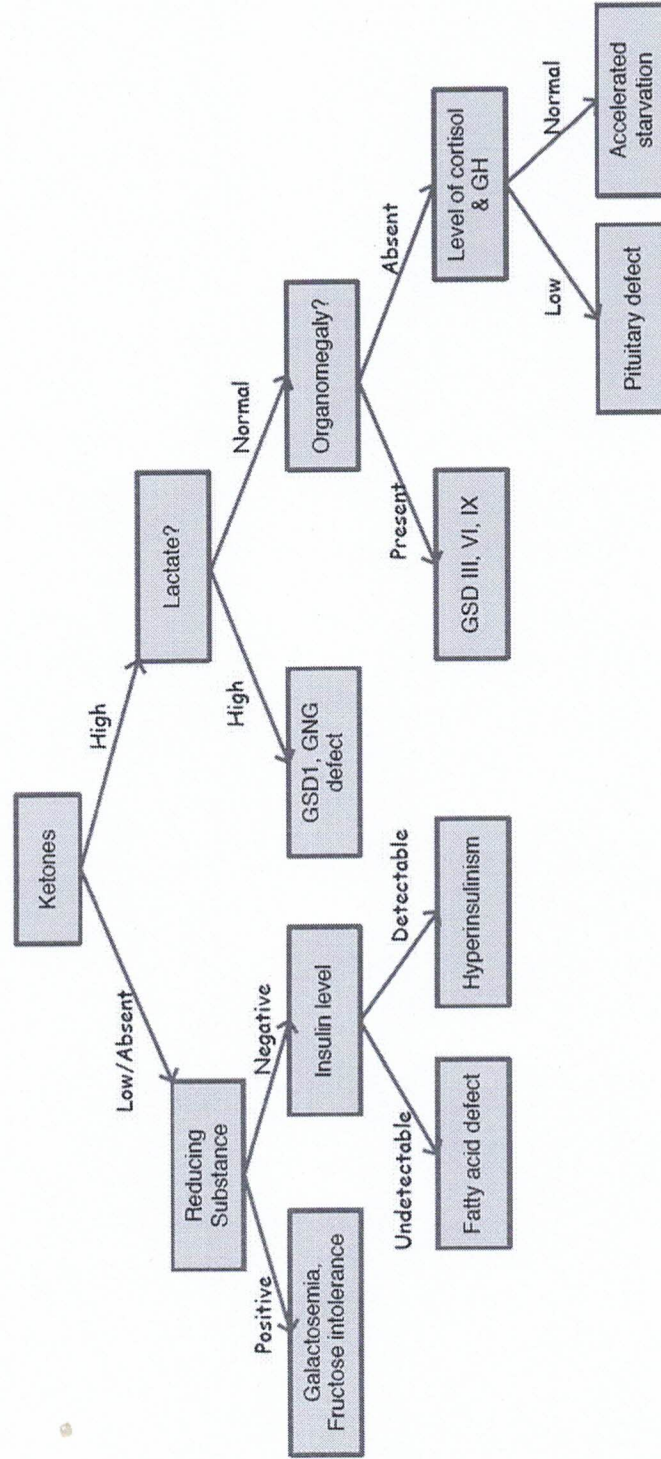 Ketones
Low/Absent
High
Reducing
Substance
Lactate?
Positive
Negative
High
Normal
Galactosemia,
Fructose intolerance
Insulin level
GSD1, GNG
defect
Organomegaly?
Undetectable
Detectable
Present
Absent
Fatty acid defect
Hyperinsulinism
GSD III, VI, IX
Level of cortisol
& GH
Low
Normal
Pituitary defect
Accelerated
starvation